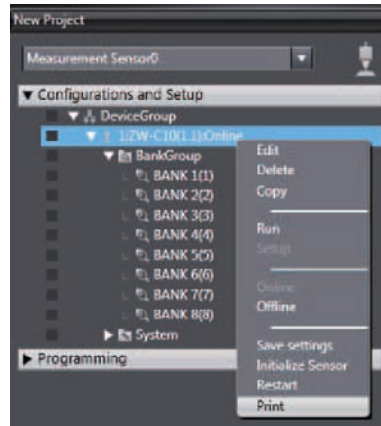 New Project
Measurement Sensor0
Configurations and Setup
DeviceGroup
1:ZW-C10(1.1):Online
BankGroup
BANK 1(1)
BANK 2(2)
BANK 3(3)
BANK 4(4)
BANK 5(5)
BANK 6(6)
BANK 7(7)
BANK 8(8)
System
Programming
Edit
Delete
Copy
Run
Setup
Online
Offline
Save settings
Initialize Sensor
Restart
Print